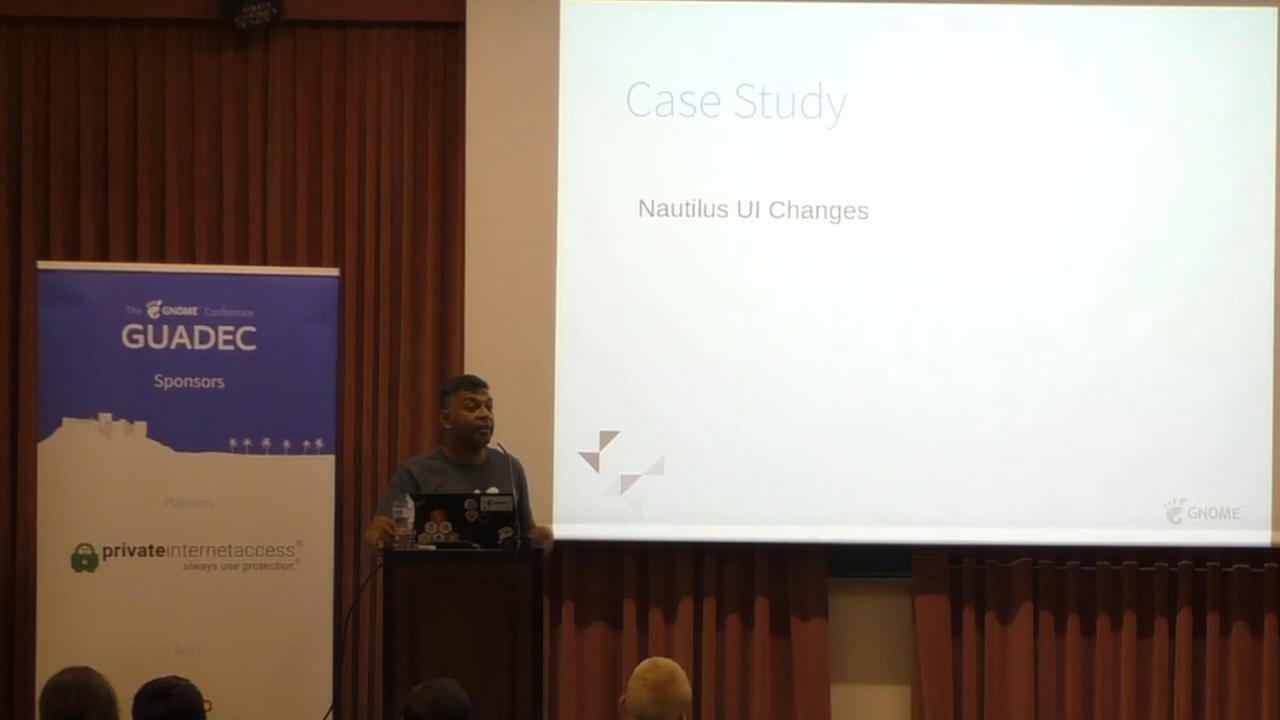 Case Study
Nautilus UI Changes
GNOME
The GNOME Conference
GUADEC
Sponsors
Platinum
privateinternetaccess®
always use protection®
Gold